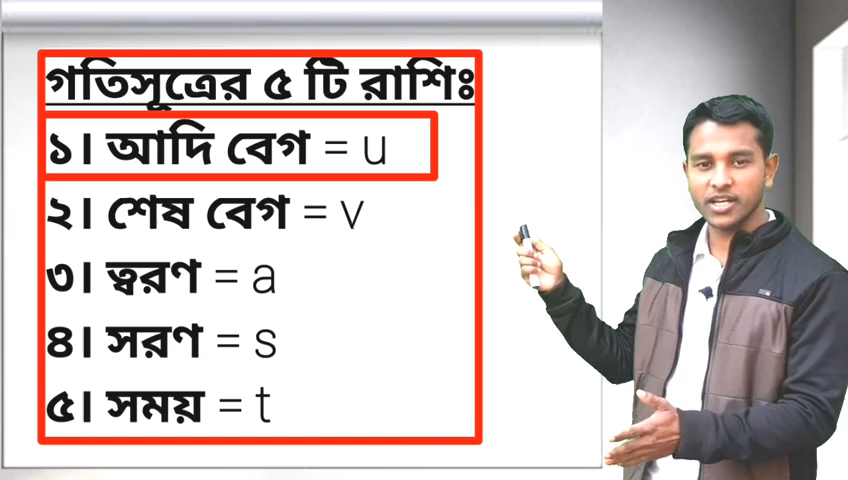 গতিসূত্রের ৫ টি রাশিঃ
১। আদি বেগ = u
২। শেষ বেগ = v
৩। ত্বরণ = a
৪। সরণ = s
৫। সময় = t